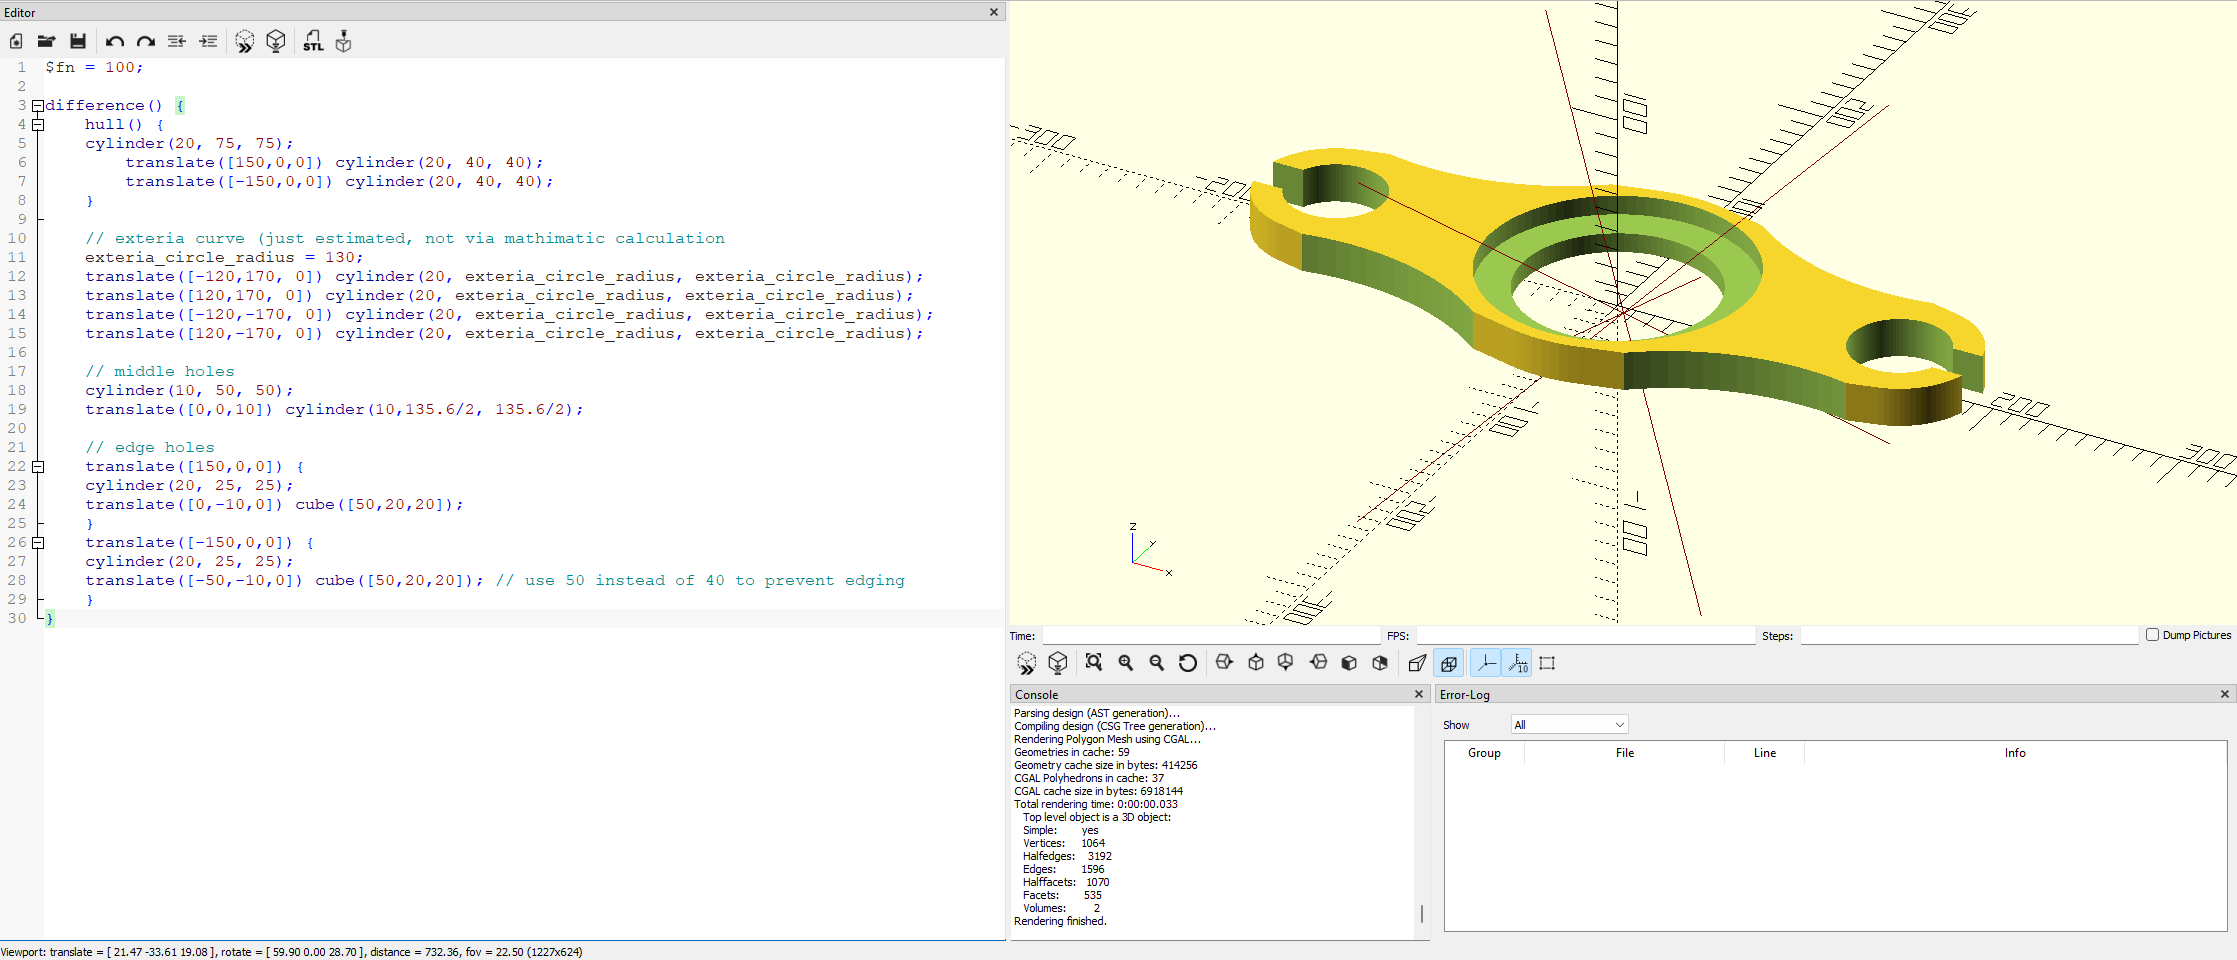 Editor
STL
1 $fn = 100;
2
3 difference() {
4 hull() {
5 cylinder(20, 75, 75);
6 translate([150,0,0]) cylinder(20, 40, 40);
7 translate([-150,0,0]) cylinder(20, 40, 40);
8 }
9
10 // exteria curve (just estimated, not via mathimatic calculation
11 exteria_circle_radius = 130;
12 translate([-120,170, 0]) cylinder(20, exteria_circle_radius, exteria_circle_radius);
13 translate([120,170, 0]) cylinder(20, exteria_circle_radius, exteria_circle_radius);
14 translate([-120,-170, 0]) cylinder(20, exteria_circle_radius, exteria_circle_radius);
15 translate([120,-170, 0]) cylinder(20, exteria_circle_radius, exteria_circle_radius);
16
17 // middle holes
18 cylinder(10, 50, 50);
19 translate([0,0,10]) cylinder(10,135.6/2, 135.6/2);
20
21 // edge holes
22 translate([150,0,0]) {
23 cylinder(20, 25, 25);
24 translate([0,-10,0]) cube([50,20,20]);
25 }
26 translate([-150,0,0]) {
27 cylinder(20, 25, 25);
28 translate([-50,-10,0]) cube([50,20,20]); // use 50 instead of 40 to prevent edging
29 }
30 }
z
y
x
Time:
FPS:
Steps:
Dump Pictures
10
Console
Parsing design (AST generation)...
Compiling design (CSG Tree generation)...
Rendering Polygon Mesh using CGAL...
Geometries in cache: 59
Geometry cache size in bytes: 414256
CGAL Polyhedrons in cache: 37
CGAL cache size in bytes: 6918144
Total rendering time: 0:00:00.033
Top level object is a 3D object:
Simple: yes
Vertices: 1064
Halfedges: 3192
Edges: 1596
Halffacets: 1070
Facets: 535
Volumes: 2
Rendering finished.
Error-Log
Show All
Group File Line Info
Viewport: translate = [ 21.47 -33.61 19.08 ], rotate = [ 59.90 0.00 28.70 ], distance = 732.36, fov = 22.50 (1227x624)